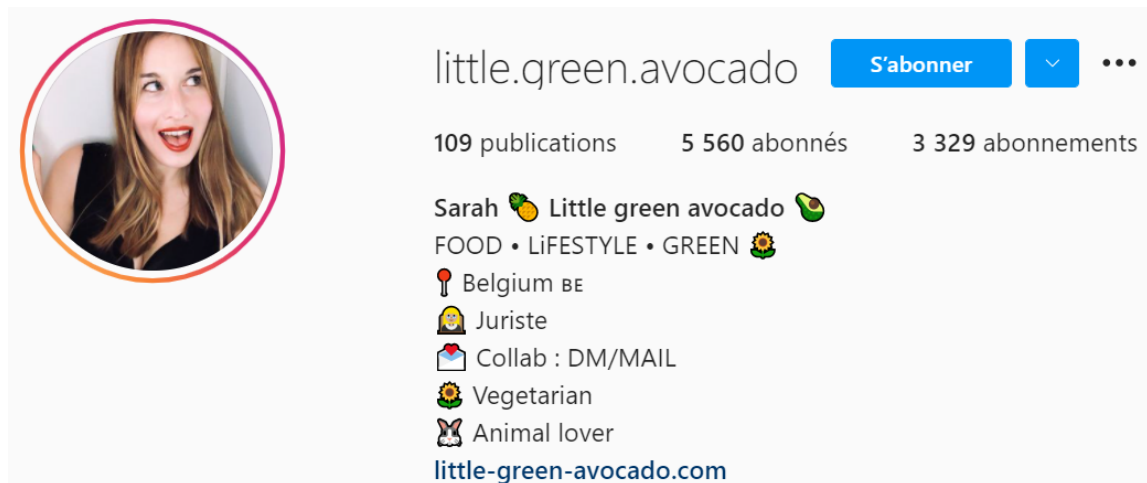 little.green.avocado S'abonner
109 publications 5 560 abonnés 3 329 abonnements
Sarah 🍍 Little green avocado 🥑
FOOD • LiFESTYLE • GREEN 🌻
📍 Belgium BE
👩‍⚖️ Juriste
💌 Collab : DM/MAIL
🌻 Vegetarian
🐰 Animal lover
little-green-avocado.com